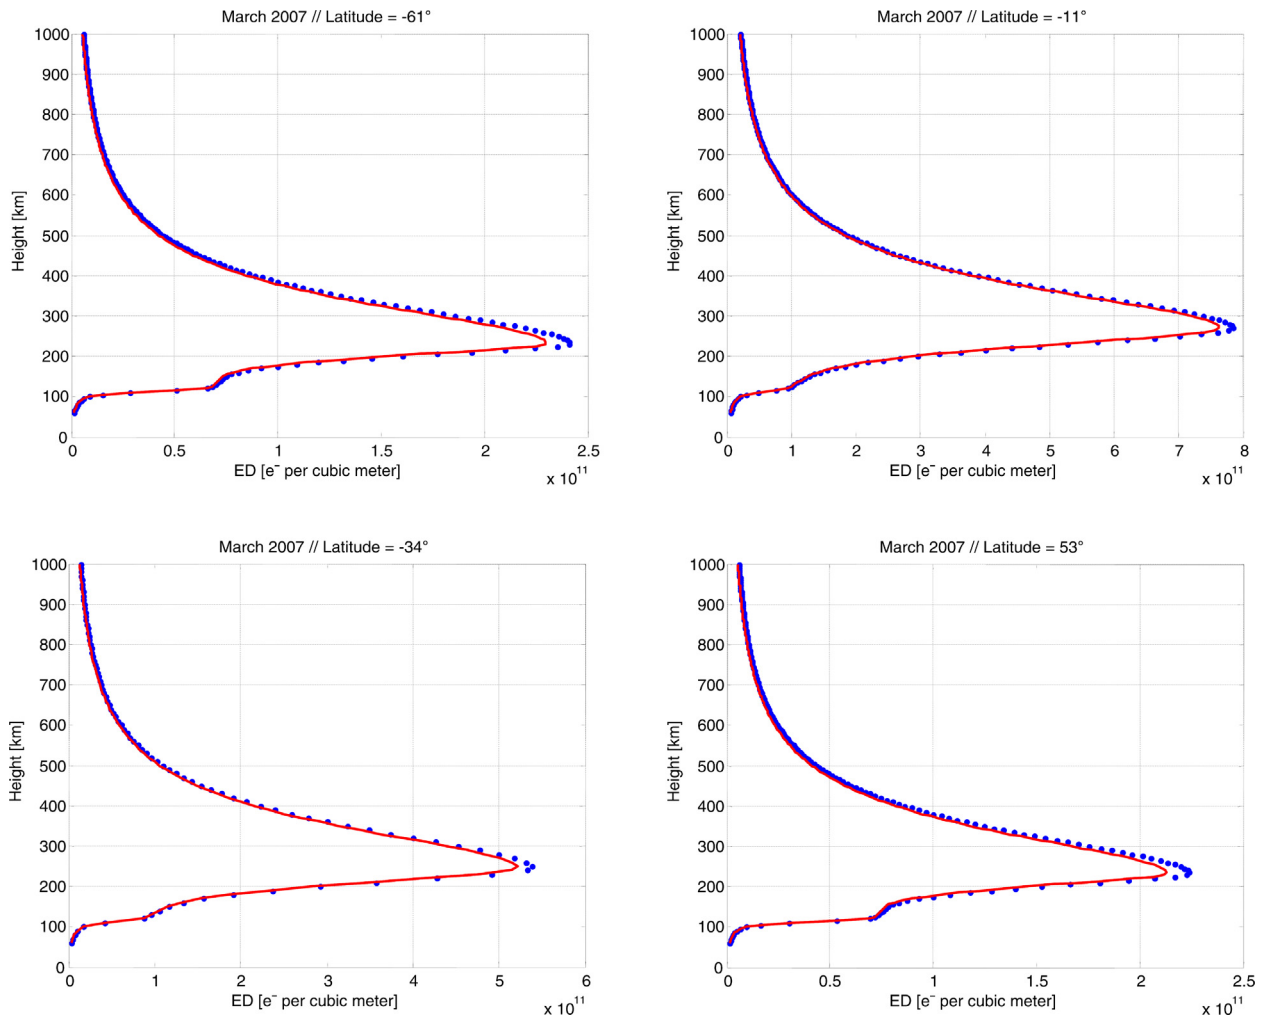 March 2007 // Latitude = -61°
1000
900
800
700
600
500
400
300
200
100
0
Height [km]
0 0.5 1 1.5 2 2.5
ED [e⁻ per cubic meter]
x 10¹¹
March 2007 // Latitude = -11°
1000
900
800
700
600
500
400
300
200
100
0
Height [km]
0 1 2 3 4 5 6 7 8
ED [e⁻ per cubic meter]
x 10¹¹
March 2007 // Latitude = -34°
1000
900
800
700
600
500
400
300
200
100
0
Height [km]
0 1 2 3 4 5 6
ED [e⁻ per cubic meter]
x 10¹¹
March 2007 // Latitude = 53°
1000
900
800
700
600
500
400
300
200
100
0
Height [km]
0 0.5 1 1.5 2 2.5
ED [e⁻ per cubic meter]
x 10¹¹